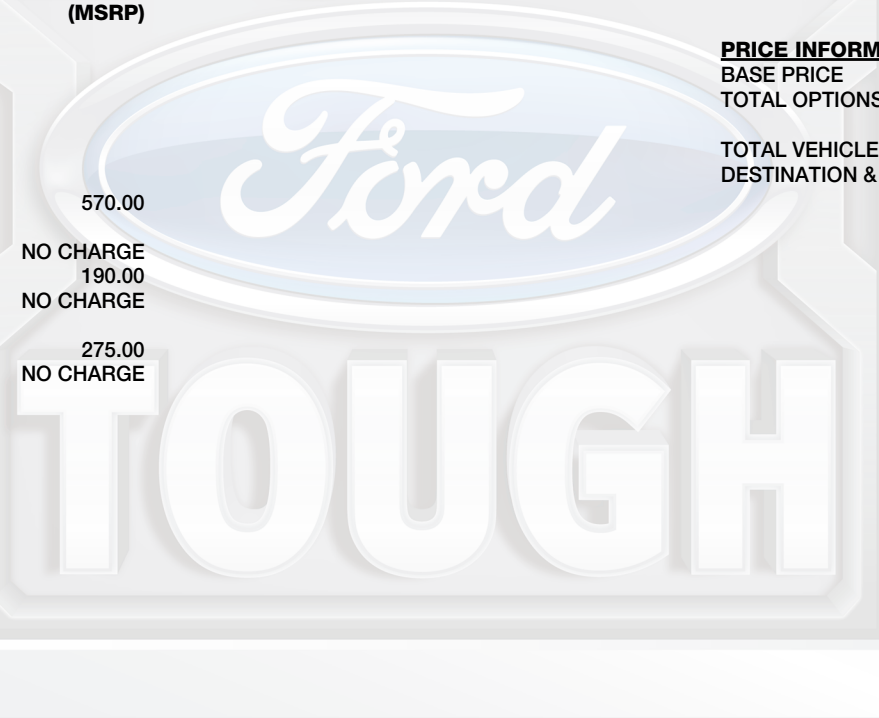 (MSRP)
570.00
NO CHARGE
190.00
NO CHARGE
275.00
NO CHARGE
PRICE INFORM
BASE PRICE
TOTAL OPTIONS
TOTAL VEHICLE
DESTINATION &
Ford
TOUGH